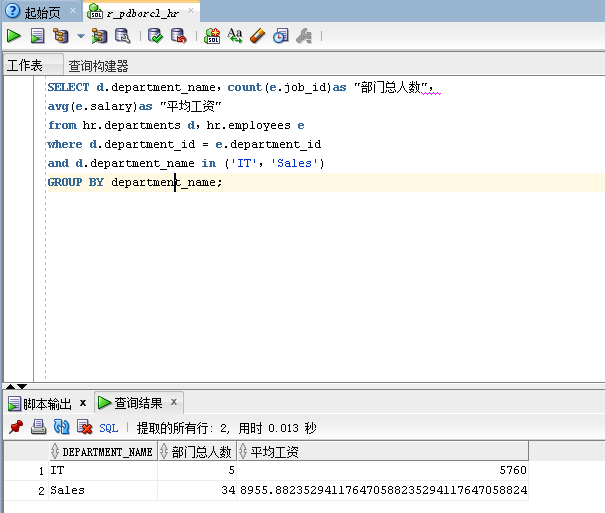 起始页 r_pdborcl_hr
工作表 查询构建器
SELECT d.department_name，count(e.job_id)as "部门总人数"，
avg(e.salary)as "平均工资"
from hr.departments d，hr.employees e
where d.department_id = e.department_id
and d.department_name in ('IT'，'Sales')
GROUP BY department_name;
脚本输出 x 查询结果 x
SQL | 提取的所有行: 2, 用时 0.013 秒
DEPARTMENT_NAME 部门总人数 平均工资
1 IT 5 5760
2 Sales 34 8955.88235294117647058823529411764705882​4